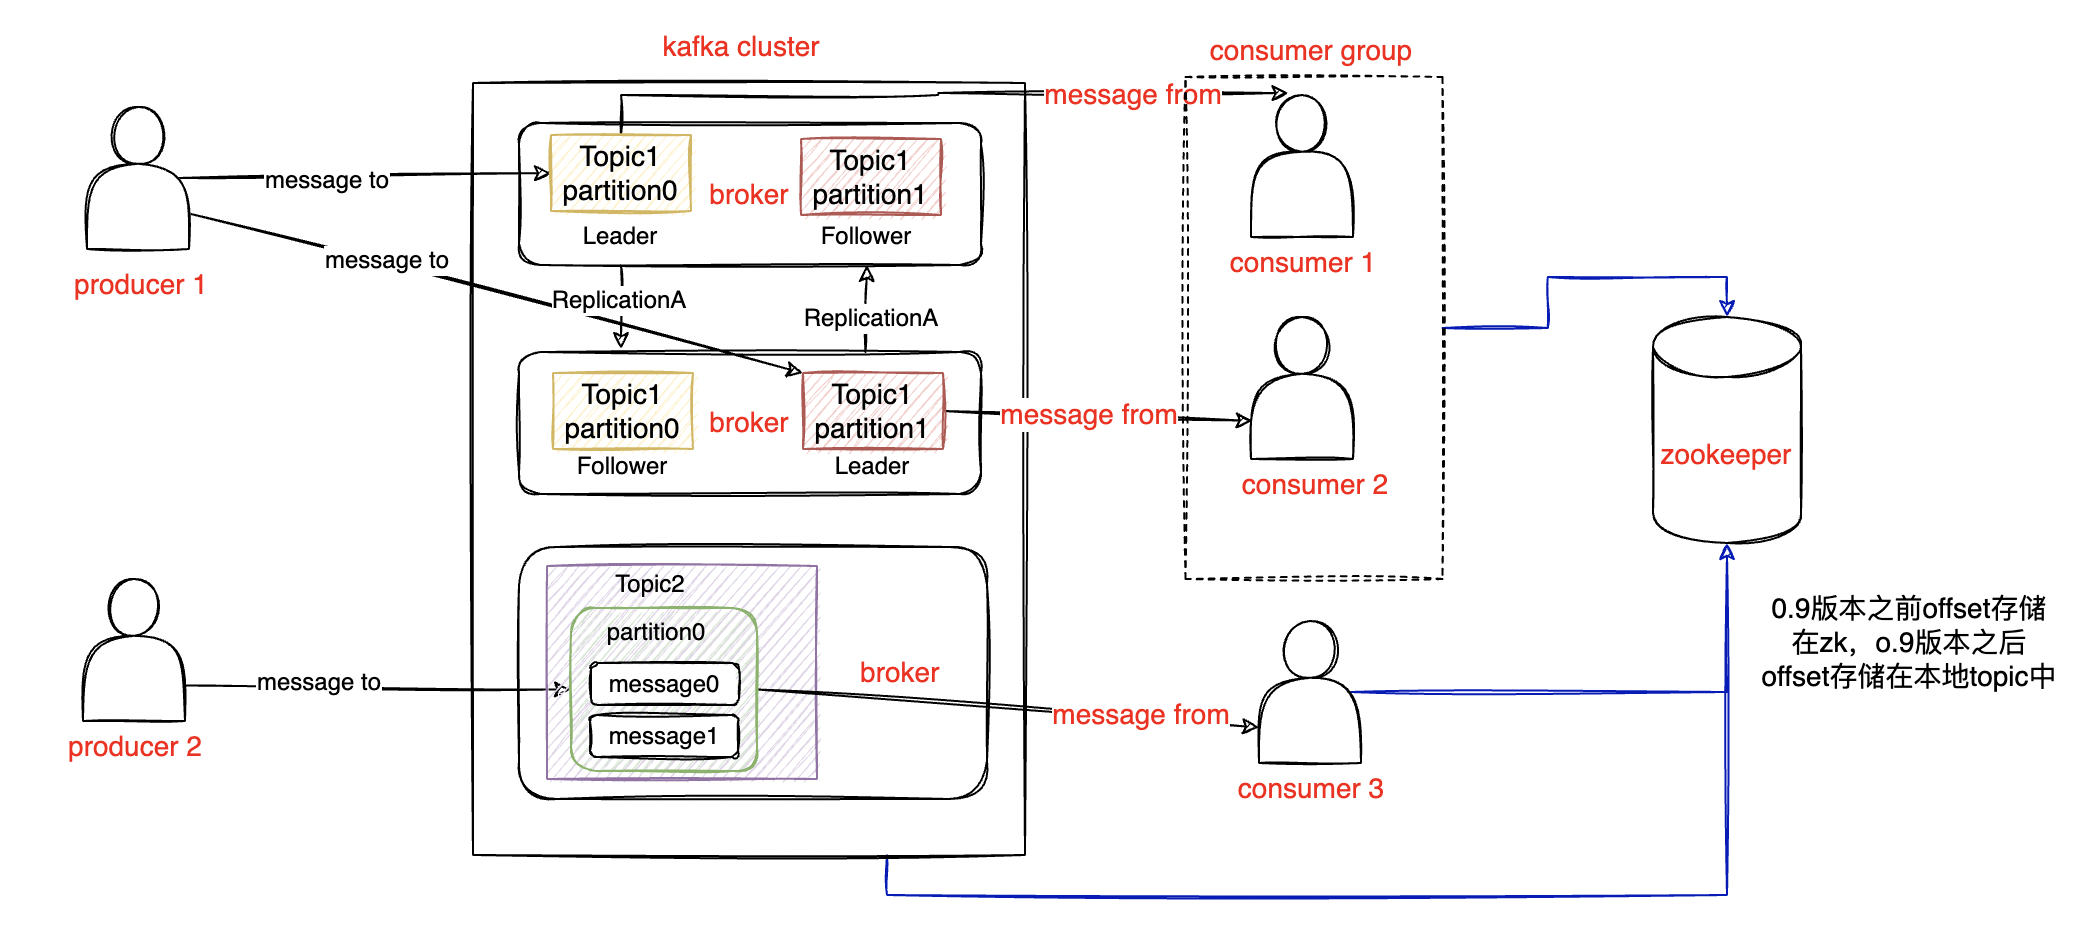 kafka cluster
consumer group
message from
Topic1
partition0
broker
Topic1
partition1
Leader
Follower
message to
message to
producer 1
consumer 1
ReplicationA
ReplicationA
Topic1
partition0
broker
Topic1
partition1
Follower
Leader
message from
consumer 2
zookeeper
Topic2
partition0
message0
message1
broker
message to
producer 2
message from
consumer 3
0.9版本之前offset存储
在zk，o.9版本之后
offset存储在本地topic中